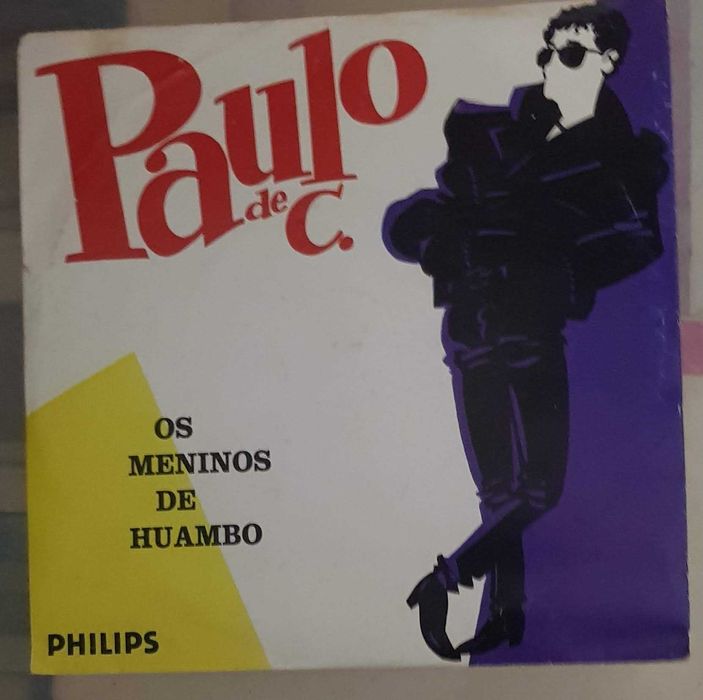 Paulo
de C.
OS
MENINOS
DE
HUAMBO
PHILIPS